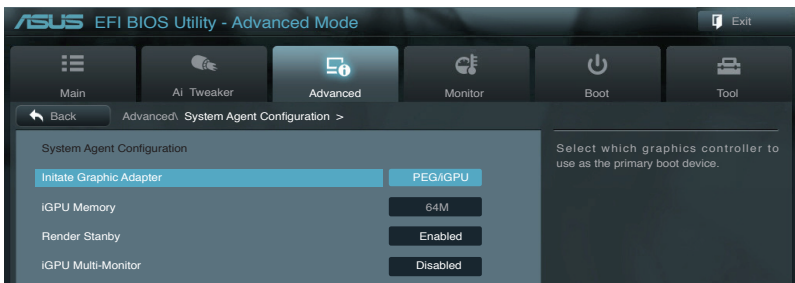 ASUS EFI BIOS Utility - Advanced Mode
Exit
Main
Ai Tweaker
Advanced
Monitor
Boot
Tool
Back
Advanced\ System Agent Configuration >
System Agent Configuration
Initate Graphic Adapter PEG/iGPU
iGPU Memory 64M
Render Stanby Enabled
iGPU Multi-Monitor Disabled
Select which graphics controller to
use as the primary boot device.